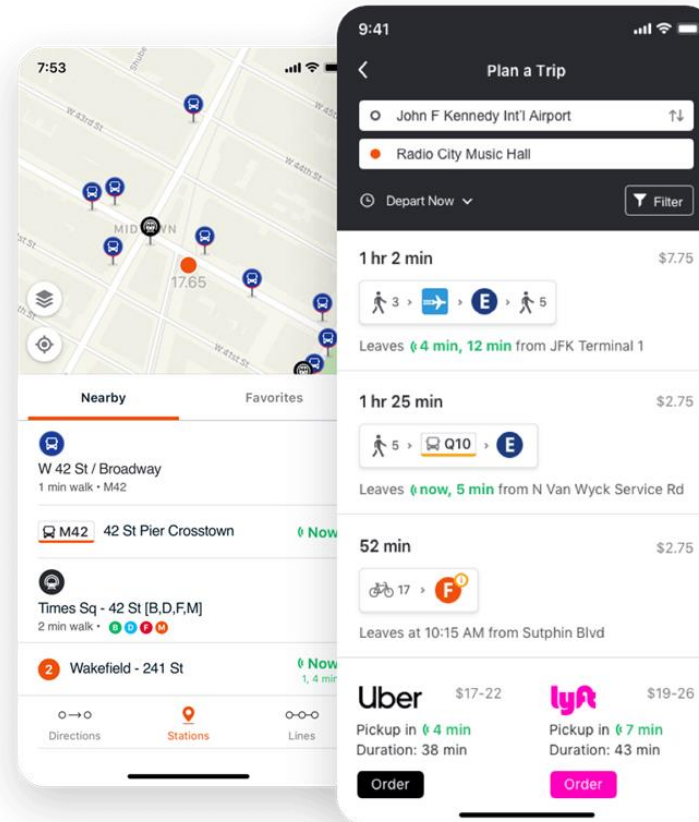 7:53
Shube
W 43rd St
W 45
W 44th St
MIDTOWN
17.65
W 41st St
Nearby
Favorites
W 42 St / Broadway
1 min walk • M42
M42 42 St Pier Crosstown Now
Times Sq - 42 St [B,D,F,M]
2 min walk • B D F M
2 Wakefield - 241 St Now
1, 4 min
Directions
Stations
Lines
9:41
Plan a Trip
John F Kennedy Int'l Airport
Radio City Music Hall
Depart Now
Filter
1 hr 2 min $7.75
3 › › E › 5
Leaves 4 min, 12 min from JFK Terminal 1
1 hr 25 min $2.75
5 › Q10 › E
Leaves now, 5 min from N Van Wyck Service Rd
52 min $2.75
17 › F i
Leaves at 10:15 AM from Sutphin Blvd
Uber $17-22
Pickup in 4 min
Duration: 38 min
Order
lyft $19-26
Pickup in 7 min
Duration: 43 min
Order